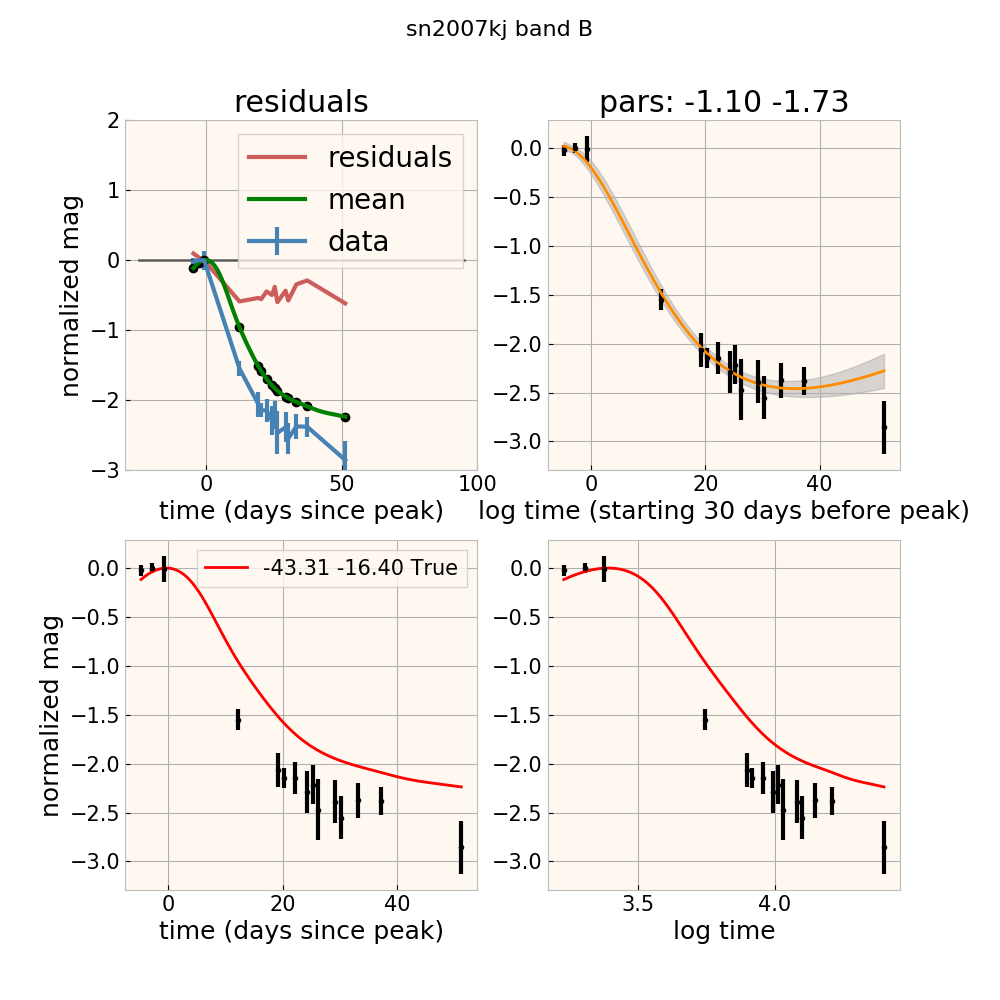 sn2007kj band B
residuals
pars: -1.10 -1.73
2
1
0
−1
−2
−3
normalized mag
residuals
mean
data
0
50
100
time (days since peak)
0.0
−0.5
−1.0
−1.5
−2.0
−2.5
−3.0
0
20
40
log time (starting 30 days before peak)
0.0
−0.5
−1.0
−1.5
−2.0
−2.5
−3.0
normalized mag
-43.31 -16.40 True
0
20
40
time (days since peak)
0.0
−0.5
−1.0
−1.5
−2.0
−2.5
−3.0
3.5
4.0
log time